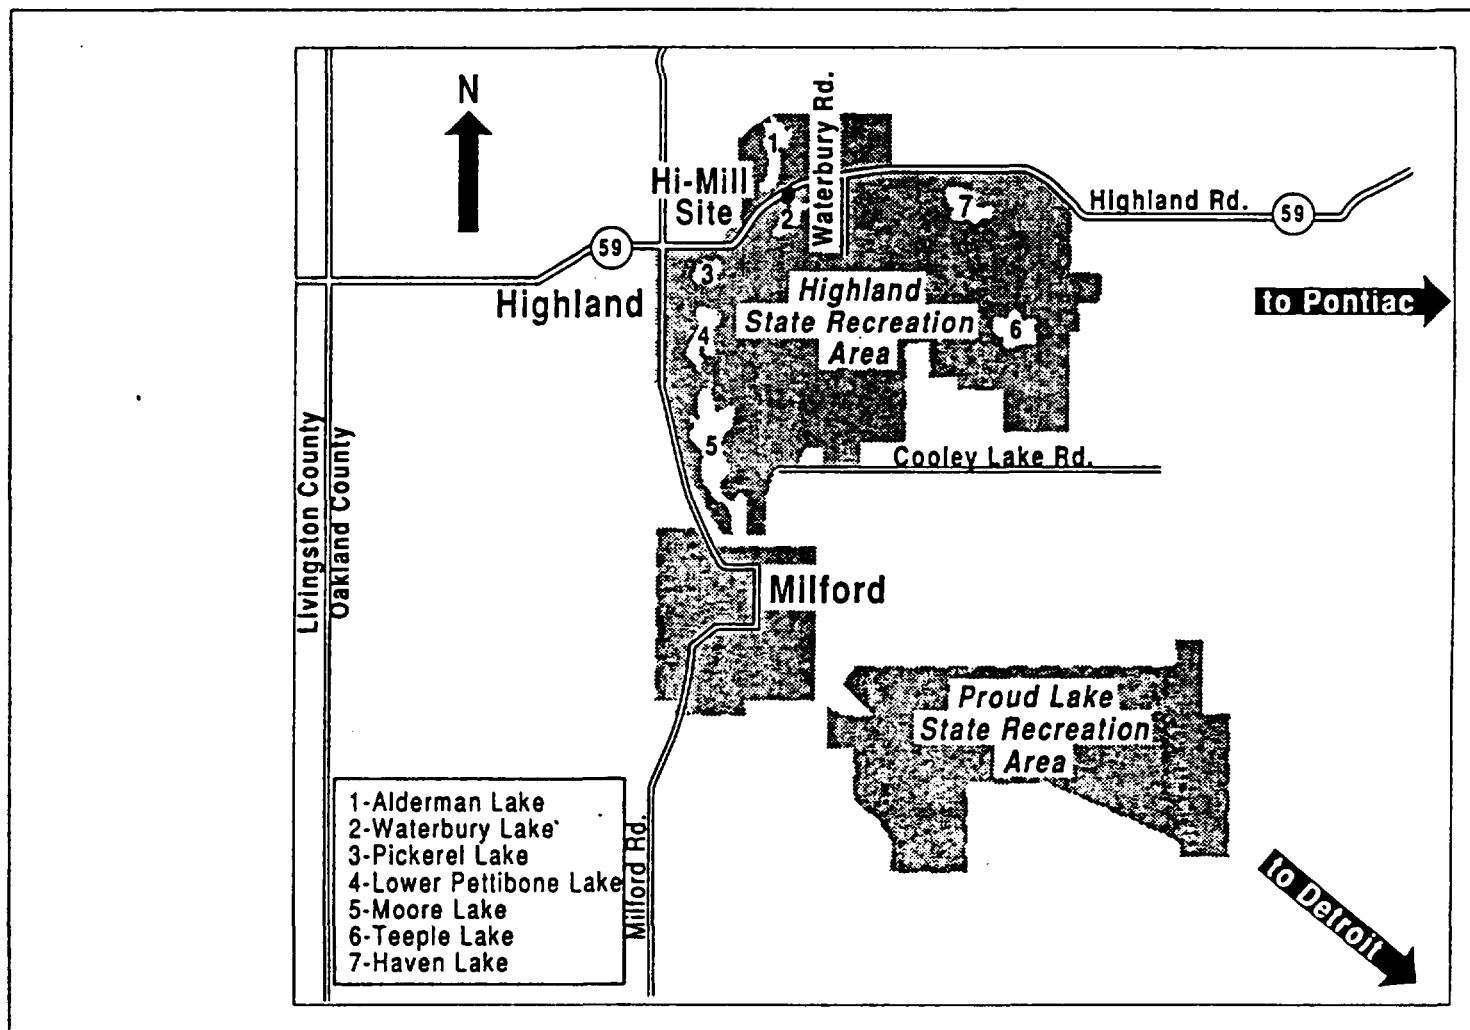 N
Waterbury Rd.
1
Hi-Mill
Site
2
7
Highland Rd.
59
59
3
Highland
Highland
State Recreation
Area
to Pontiac
4
6
5
Cooley Lake Rd.
Livingston County
Oakland County
Milford
Proud Lake
State Recreation
Area
1-Alderman Lake
2-Waterbury Lake
3-Pickerel Lake
4-Lower Pettibone Lake
5-Moore Lake
6-Teeple Lake
7-Haven Lake
Milford Rd.
to Detroit